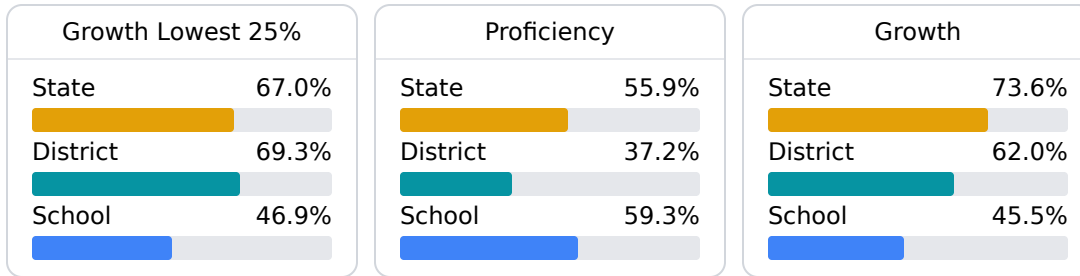 Growth Lowest 25%
State 67.0%
District 69.3%
School 46.9%
Proficiency
State 55.9%
District 37.2%
School 59.3%
Growth
State 73.6%
District 62.0%
School 45.5%